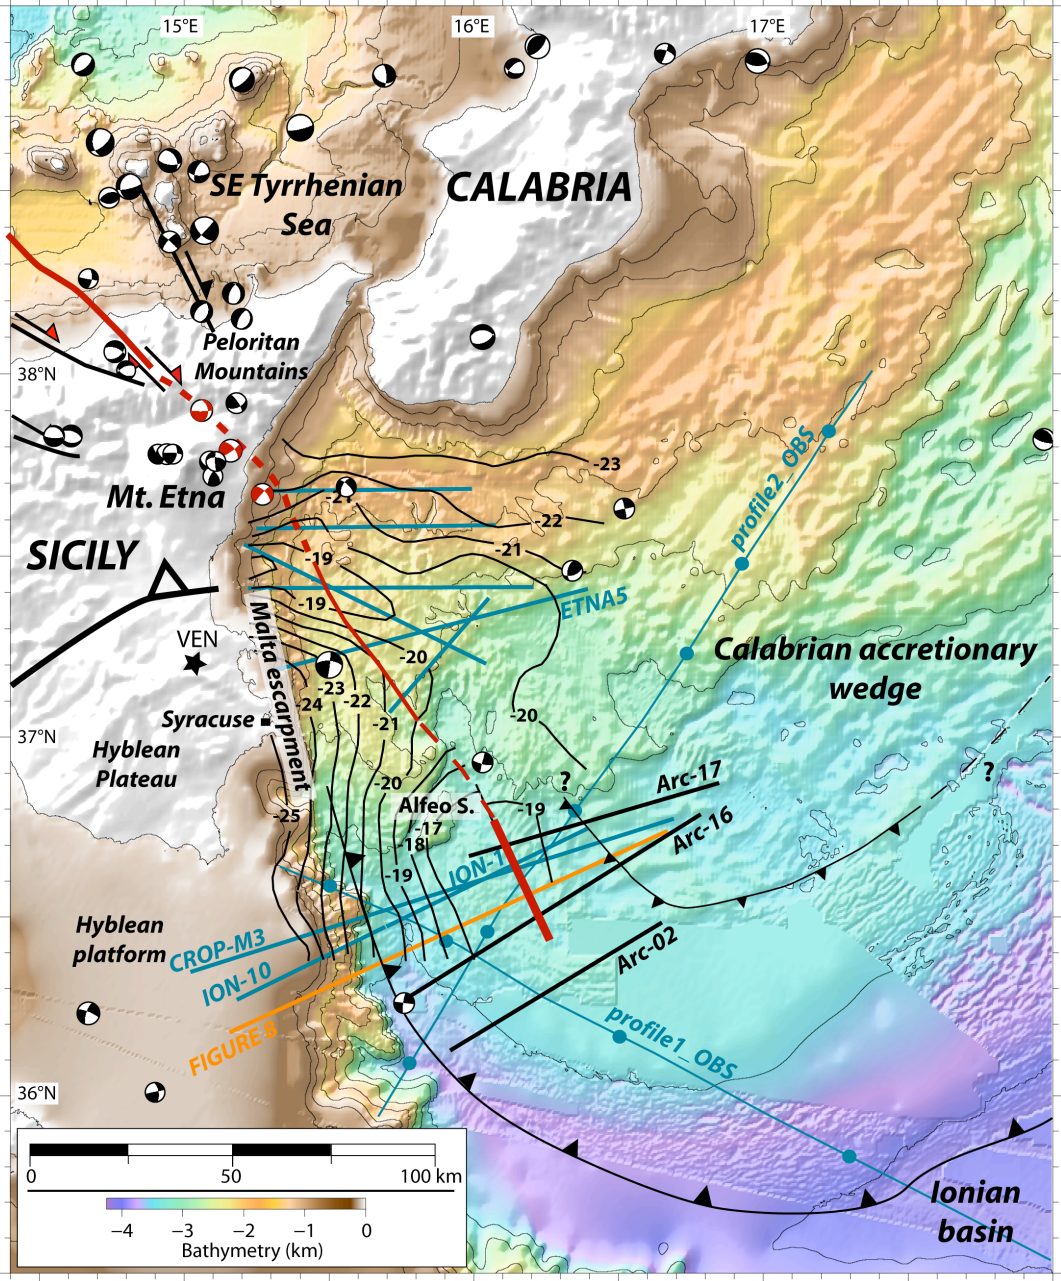 15°E
16°E
17°E
SE Tyrrhenian
Sea
CALABRIA
Peloritan
Mountains
38°N
-23
Mt. Etna
-21
-22
profile2_OBS
-21
SICILY
-19
-19
ETNA5
VEN
Malta escarpment
-20
Calabrian accretionary
wedge
-23
-24
-22
-21
-20
Syracuse
37°N
Hyblean
Plateau
-20
?
?
Arc-17
Alfeo S.
-19
-25
-17
-18
Arc-16
-19
ION-1
Hyblean
platform
CROP-M3
ION-10
Arc-02
FIGURE 8
profile1_OBS
36°N
0
50
100 km
−4
−3
−2
−1
0
Bathymetry (km)
Ionian
basin